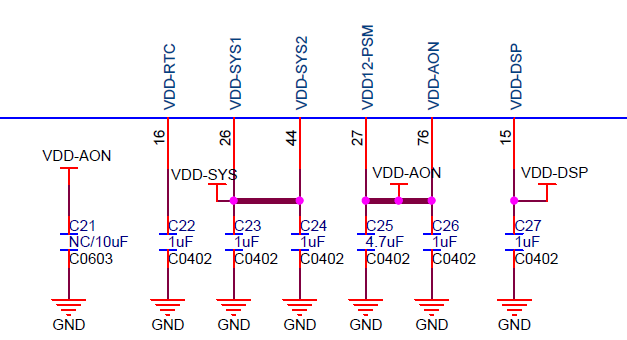 VDD-RTC
VDD-SYS1
VDD-SYS2
VDD12-PSM
VDD-AON
VDD-DSP
16
26
44
27
76
15
VDD-AON
VDD-SYS
VDD-AON
VDD-DSP
C21
NC/10uF
C0603
C22
1uF
C0402
C23
1uF
C0402
C24
1uF
C0402
C25
4.7uF
C0402
C26
1uF
C0402
C27
1uF
C0402
GND
GND
GND
GND
GND
GND
GND